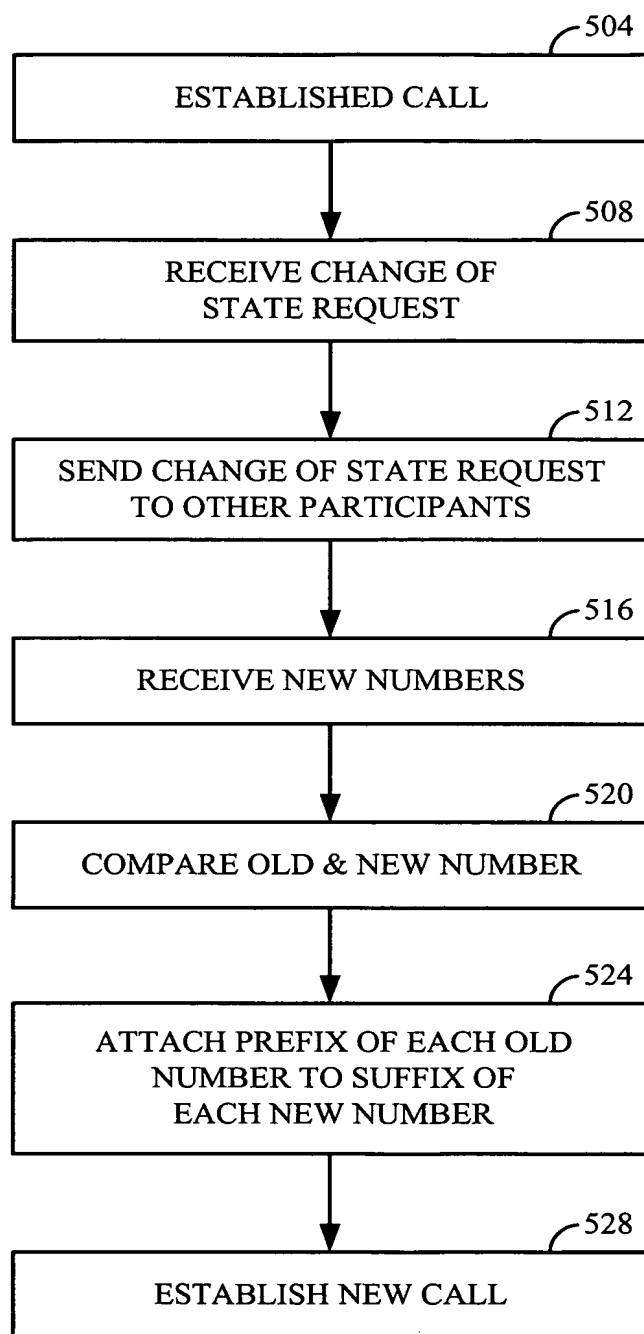 504
ESTABLISHED CALL
508
RECEIVE CHANGE OF
STATE REQUEST
512
SEND CHANGE OF STATE REQUEST
TO OTHER PARTICIPANTS
516
RECEIVE NEW NUMBERS
520
COMPARE OLD & NEW NUMBER
524
ATTACH PREFIX OF EACH OLD
NUMBER TO SUFFIX OF
EACH NEW NUMBER
528
ESTABLISH NEW CALL